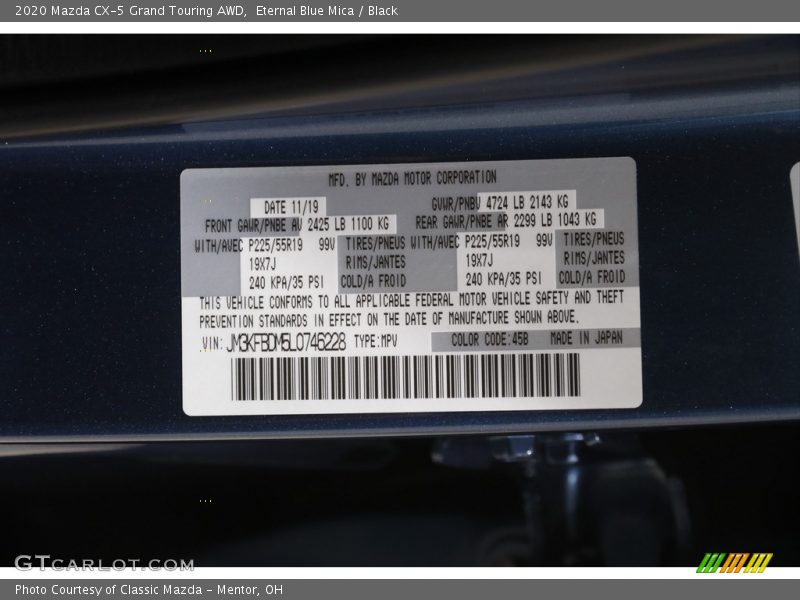 2020 Mazda CX-5 Grand Touring AWD,  Eternal Blue Mica / Black
MFD. BY MAZDA MOTOR CORPORATION
DATE 11/19 GVWR/PNBV 4724 LB 2143 KG
FRONT GAWR/PNBE AV 2425 LB 1100 KG REAR GAWR/PNBE AR 2299 LB 1043 KG
WITH/AVEC P225/55R19 99V TIRES/PNEUS WITH/AVEC P225/55R19 99V TIRES/PNEUS
19X7J RIMS/JANTES 19X7J RIMS/JANTES
240 KPA/35 PSI COLD/A FROID 240 KPA/35 PSI COLD/A FROID
THIS VEHICLE CONFORMS TO ALL APPLICABLE FEDERAL MOTOR VEHICLE SAFETY AND THEFT
PREVENTION STANDARDS IN EFFECT ON THE DATE OF MANUFACTURE SHOWN ABOVE.
VIN: JM3KFBDM5L0746228 TYPE:MPV COLOR CODE:45B MADE IN JAPAN
GTCARLOT.COM
Photo Courtesy of Classic Mazda - Mentor, OH